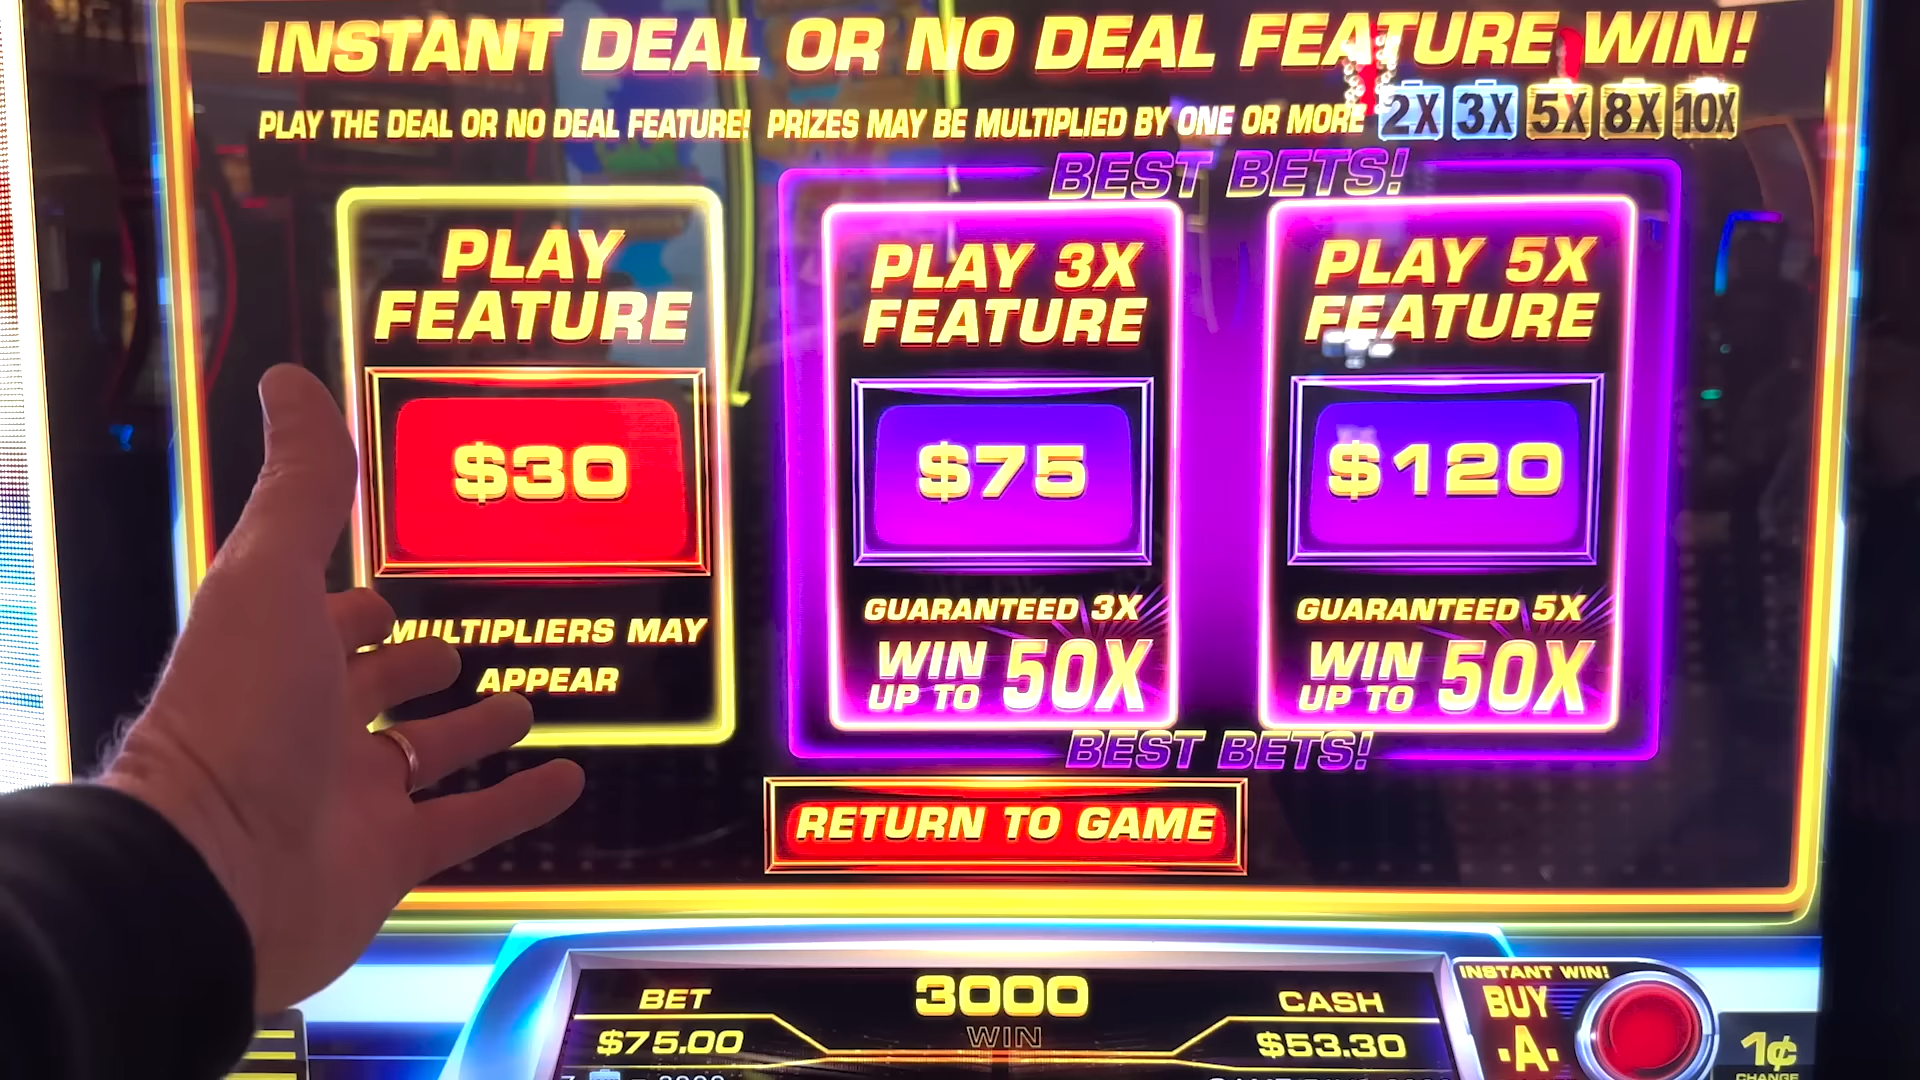 INSTANT DEAL OR NO DEAL FEATURE WIN!
PLAY THE DEAL OR NO DEAL FEATURE! PRIZES MAY BE MULTIPLIED BY ONE OR MORE 2X 3X 5X 8X 10X
BEST BETS!
PLAY
FEATURE
$30
MULTIPLIERS MAY
APPEAR
PLAY 3X
FEATURE
$75
GUARANTEED 3X
WIN
UP TO 50X
PLAY 5X
FEATURE
$120
GUARANTEED 5X
WIN
UP TO 50X
BEST BETS!
RETURN TO GAME
BET
$75.00
3000
WIN
CASH
$53.30
INSTANT WIN!
BUY
-A-
1¢
CHANGE